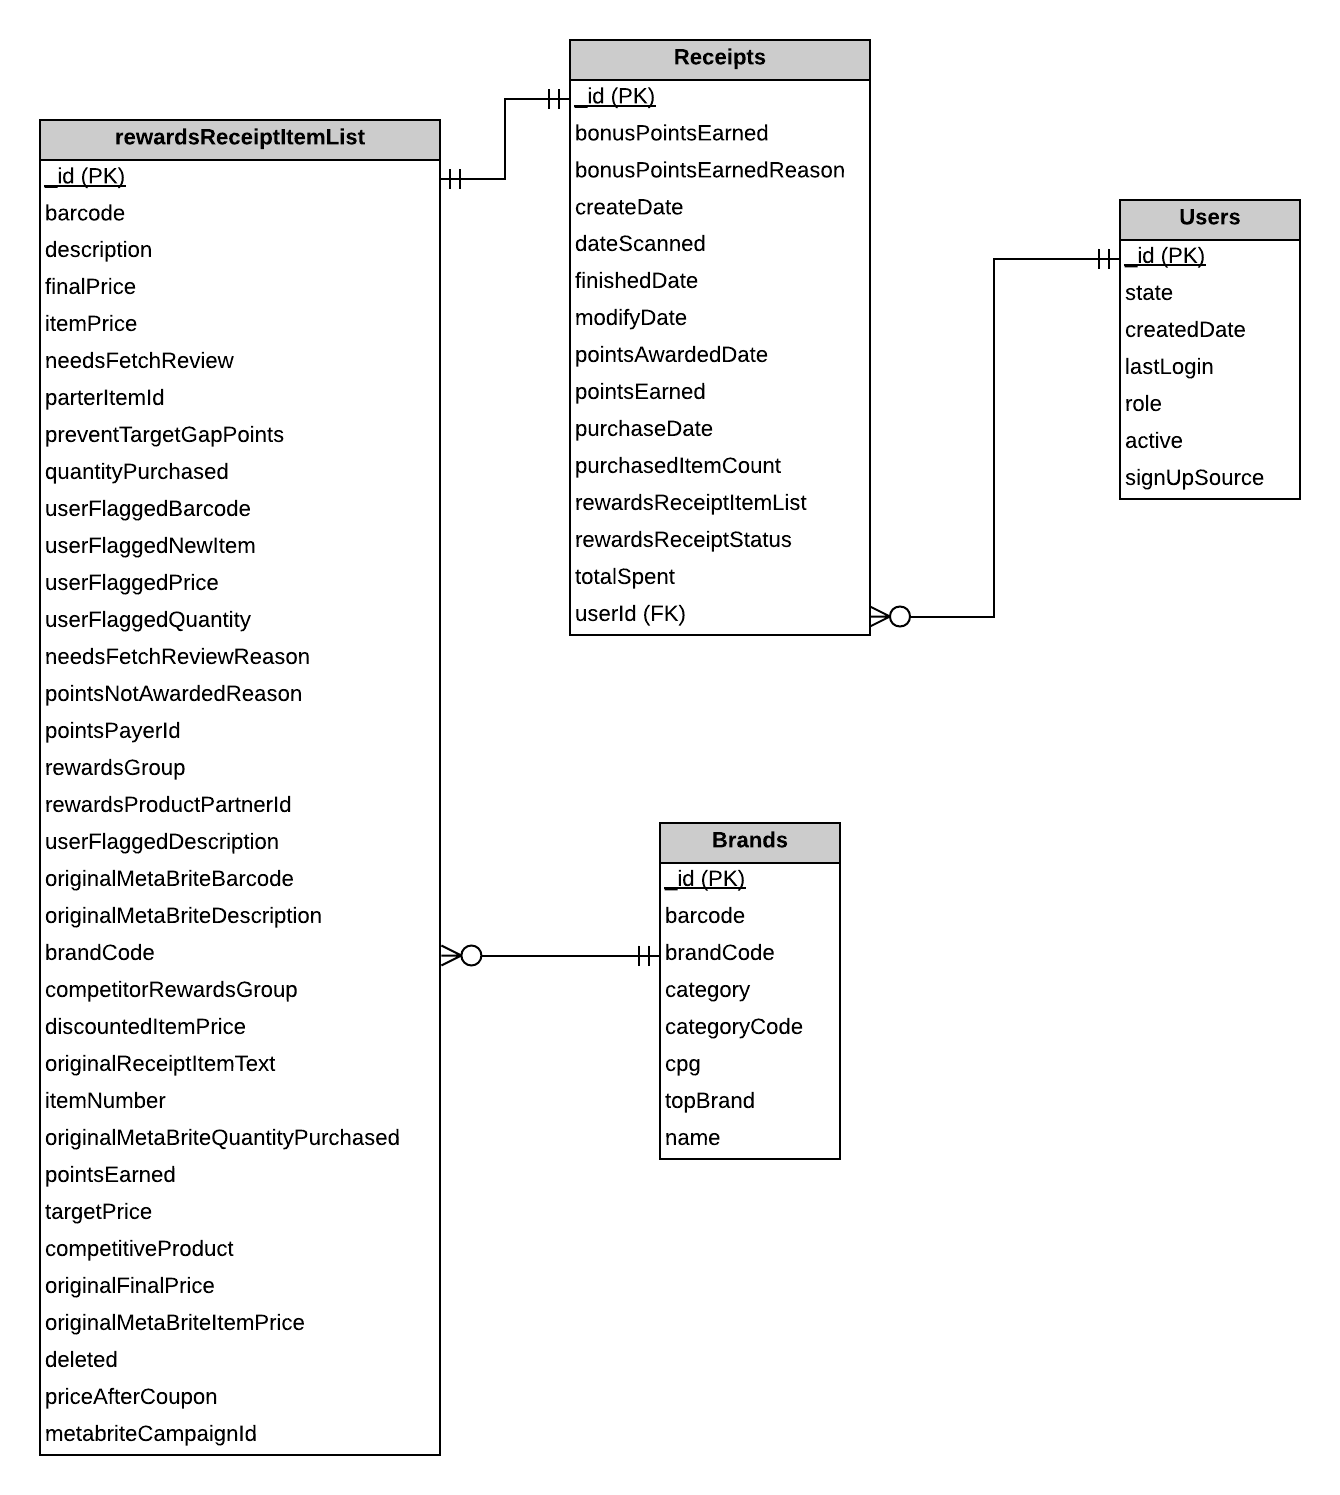 rewardsReceiptItemList
_id (PK)
barcode
description
finalPrice
itemPrice
needsFetchReview
parterItemId
preventTargetGapPoints
quantityPurchased
userFlaggedBarcode
userFlaggedNewItem
userFlaggedPrice
userFlaggedQuantity
needsFetchReviewReason
pointsNotAwardedReason
pointsPayerId
rewardsGroup
rewardsProductPartnerId
userFlaggedDescription
originalMetaBriteBarcode
originalMetaBriteDescription
brandCode
competitorRewardsGroup
discountedItemPrice
originalReceiptItemText
itemNumber
originalMetaBriteQuantityPurchased
pointsEarned
targetPrice
competitiveProduct
originalFinalPrice
originalMetaBriteItemPrice
deleted
priceAfterCoupon
metabriteCampaignId
Receipts
_id (PK)
bonusPointsEarned
bonusPointsEarnedReason
createDate
dateScanned
finishedDate
modifyDate
pointsAwardedDate
pointsEarned
purchaseDate
purchasedItemCount
rewardsReceiptItemList
rewardsReceiptStatus
totalSpent
userId (FK)
Users
_id (PK)
state
createdDate
lastLogin
role
active
signUpSource
Brands
_id (PK)
barcode
brandCode
category
categoryCode
cpg
topBrand
name